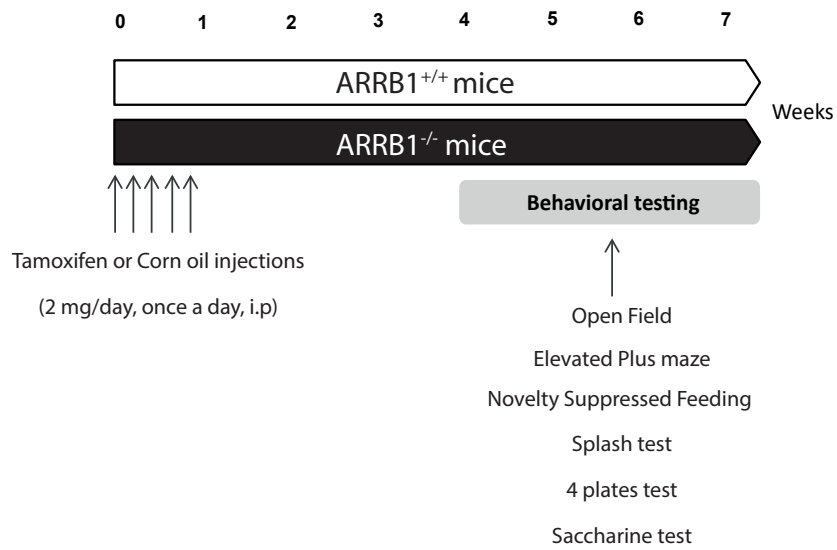 0 1 2 3 4 5 6 7
ARRB1+/+ mice
Weeks
ARRB1-/- mice
Behavioral testing
Tamoxifen or Corn oil injections
(2 mg/day, once a day, i.p)
Open Field
Elevated Plus maze
Novelty Suppressed Feeding
Splash test
4 plates test
Saccharine test